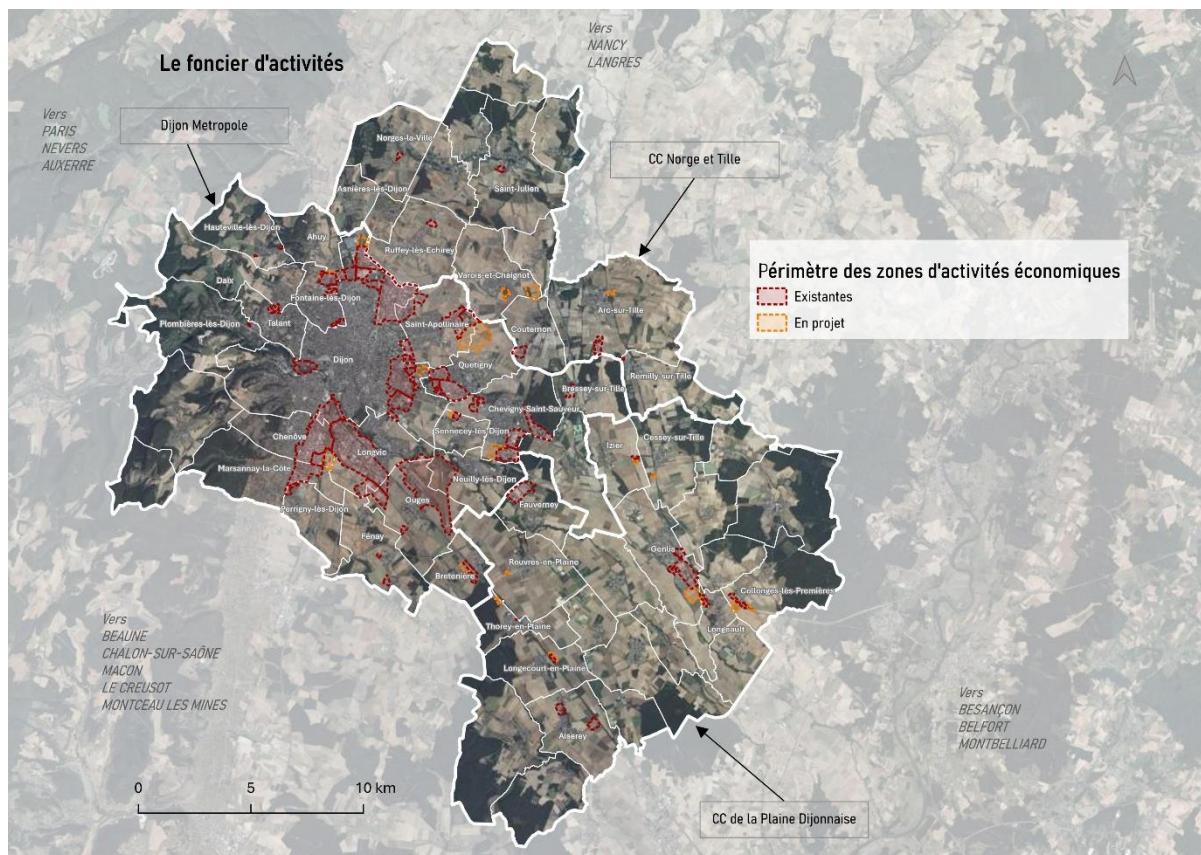 Le foncier d'activités
Vers
NANCY
LANGRES
Vers
PARIS
NEVERS
AUXERRE
Dijon Metropole
CC Norge et Tille
Norges-la-Ville
Saint-Julien
Asnières-lès-Dijon
Hauteville-lès-Dijon
Ahuy
Ruffey-lès-Echirey
Périmètre des zones d'activités économiques
Existantes
En projet
Daix
Varois-et-Chaignot
Arc-sur-Tille
Fontaine-lès-Dijon
Plombières-lès-Dijon
Talant
Saint-Apollinaire
Couternon
Dijon
Quetigny
Remilly-sur-Tille
Bressey-sur-Tille
Chevigny-Saint-Sauveur
Sennecey-lès-Dijon
Chenôve
Izier
Cessey-sur-Tille
Longvic
Marsannay-la-Côte
Neuilly-lès-Dijon
Ouges
Fauverney
Perrigny-lès-Dijon
Fénay
Genlis
Rouvres-en-Plaine
Bretenière
Collonges-lès-Premières
Thorey-en-Plaine
Longeault
Longecourt-en-Plaine
Aiserey
Vers
BEAUNE
CHALON-SUR-SAÔNE
MACON
LE CREUSOT
MONTCEAU LES MINES
Vers
BESANÇON
BELFORT
MONTBELLIARD
0 5 10 km
CC de la Plaine Dijonnaise